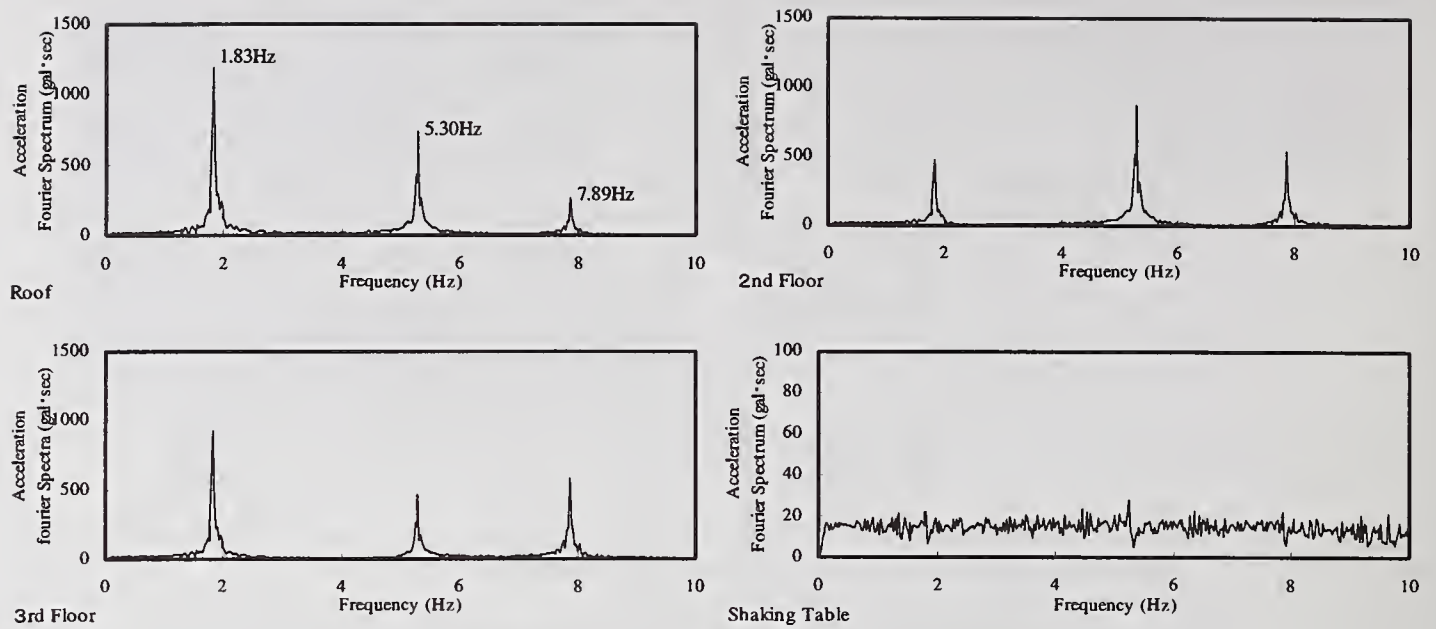 Acceleration
Fourier Spectrum (gal·sec)
1500
1000
500
0
1.83Hz
5.30Hz
7.89Hz
0 2 4 6 8 10
Frequency (Hz)
Roof
Acceleration
Fourier Spectrum (gal·sec)
1500
1000
500
0
0 2 4 6 8 10
Frequency (Hz)
2nd Floor
Acceleration
fourier Spectra (gal·sec)
1500
1000
500
0
0 2 4 6 8 10
Frequency (Hz)
3rd Floor
Acceleration
Fourier Spectrum (gal·sec)
100
80
60
40
20
0
0 2 4 6 8 10
Frequency (Hz)
Shaking Table